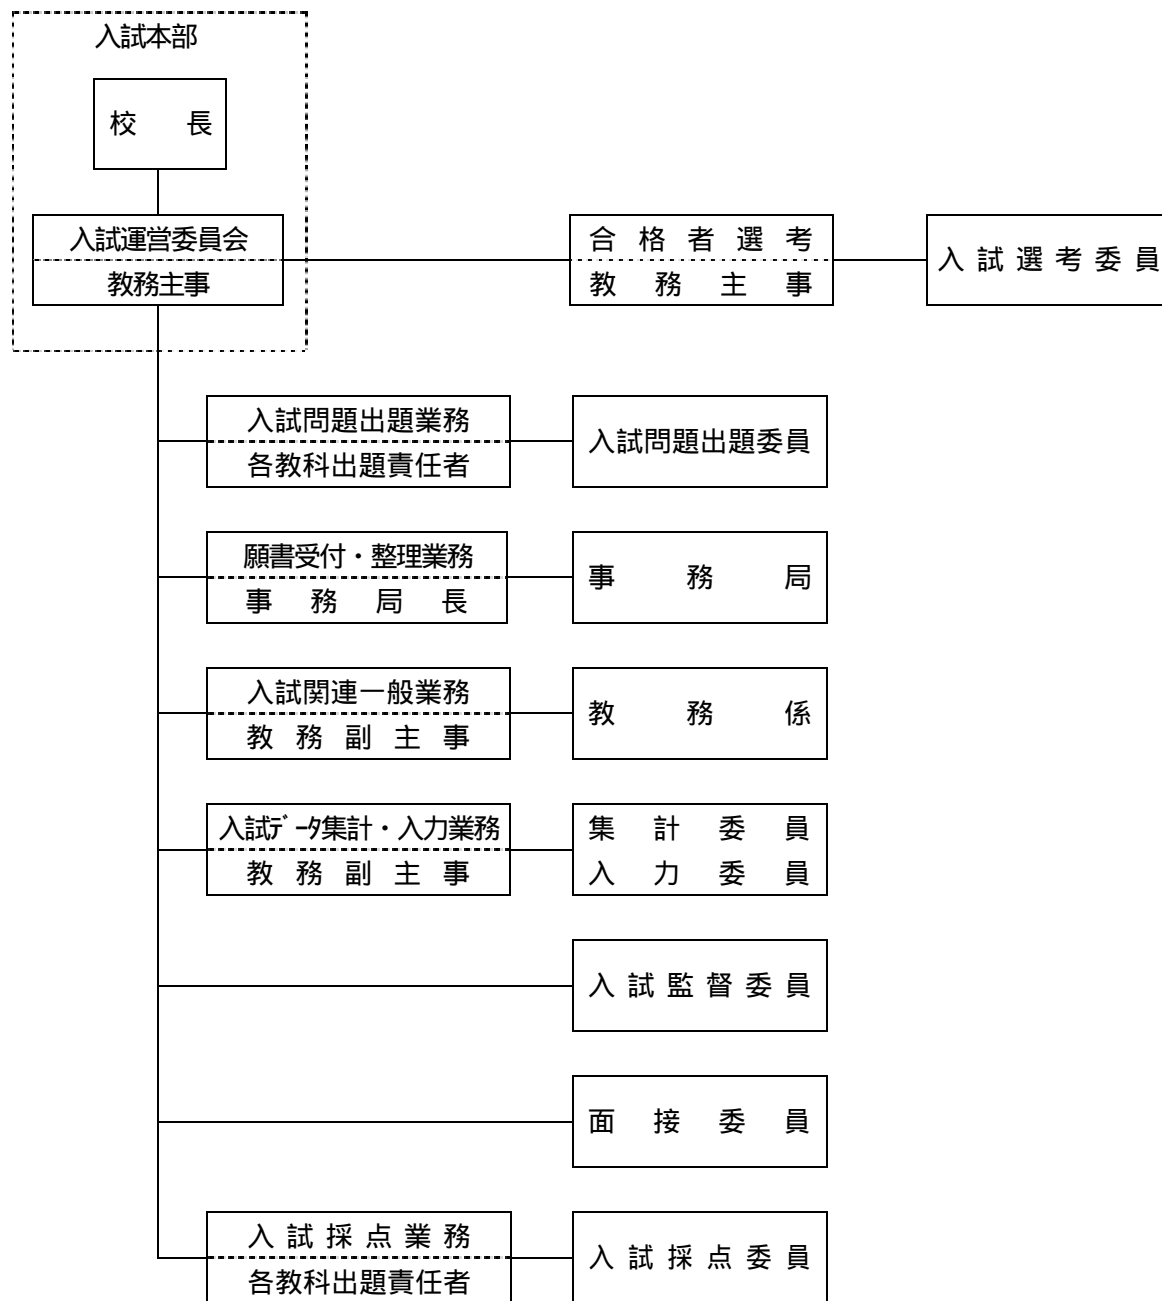 入試本部
校長
入試運営委員会
教務主事
合格者選考
教務主事
入試選考委員
入試問題出題業務
各教科出題責任者
入試問題出題委員
願書受付・整理業務
事務局長
事務局
入試関連一般業務
教務副主事
教務係
入試ﾃﾞｰﾀ集計・入力業務
教務副主事
集計委員
入力委員
入試監督委員
面接委員
入試採点業務
各教科出題責任者
入試採点委員